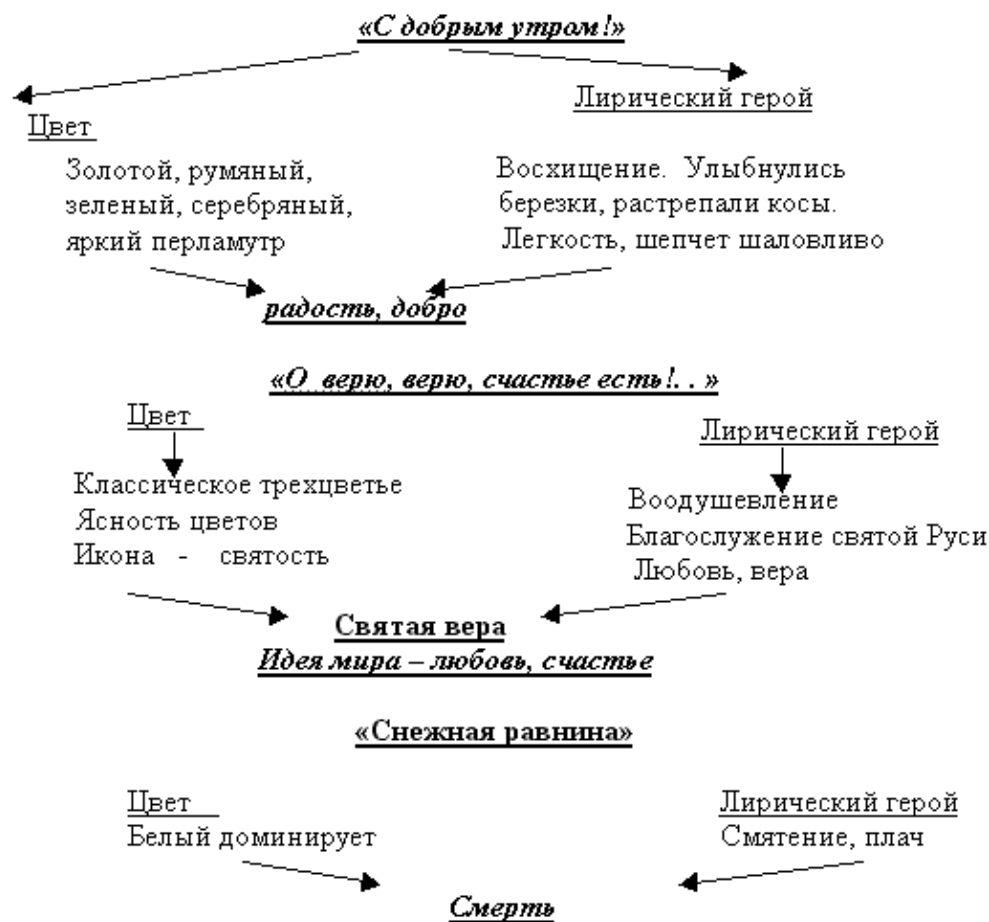 «С добрым утром!»
Цвет
Лирический герой
Золотой, румяный,
зеленый, серебряный,
яркий перламутр
Восхищение. Улыбнулись
березки, растрепали косы.
Легкость, шепчет шаловливо
радость, добро
«О верю, верю, счастье есть!. . »
Цвет
Лирический герой
Классическое трехцветье
Ясность цветов
Икона - святость
Воодушевление
Благослужение святой Руси
Любовь, вера
Святая вера
Идея мира – любовь, счастье
«Снежная равнина»
Цвет
Белый доминирует
Лирический герой
Смятение, плач
Смерть